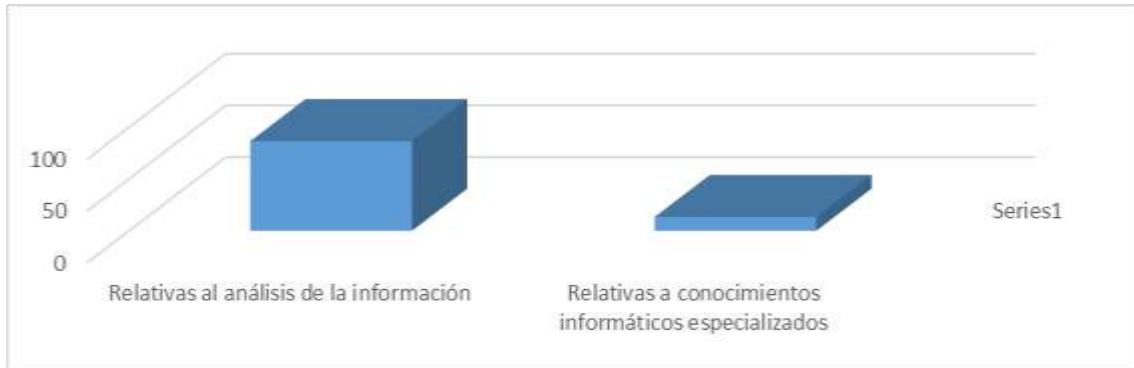 100
50
0
Series1
Relativas al análisis de la información
Relativas a conocimientos
informáticos especializados